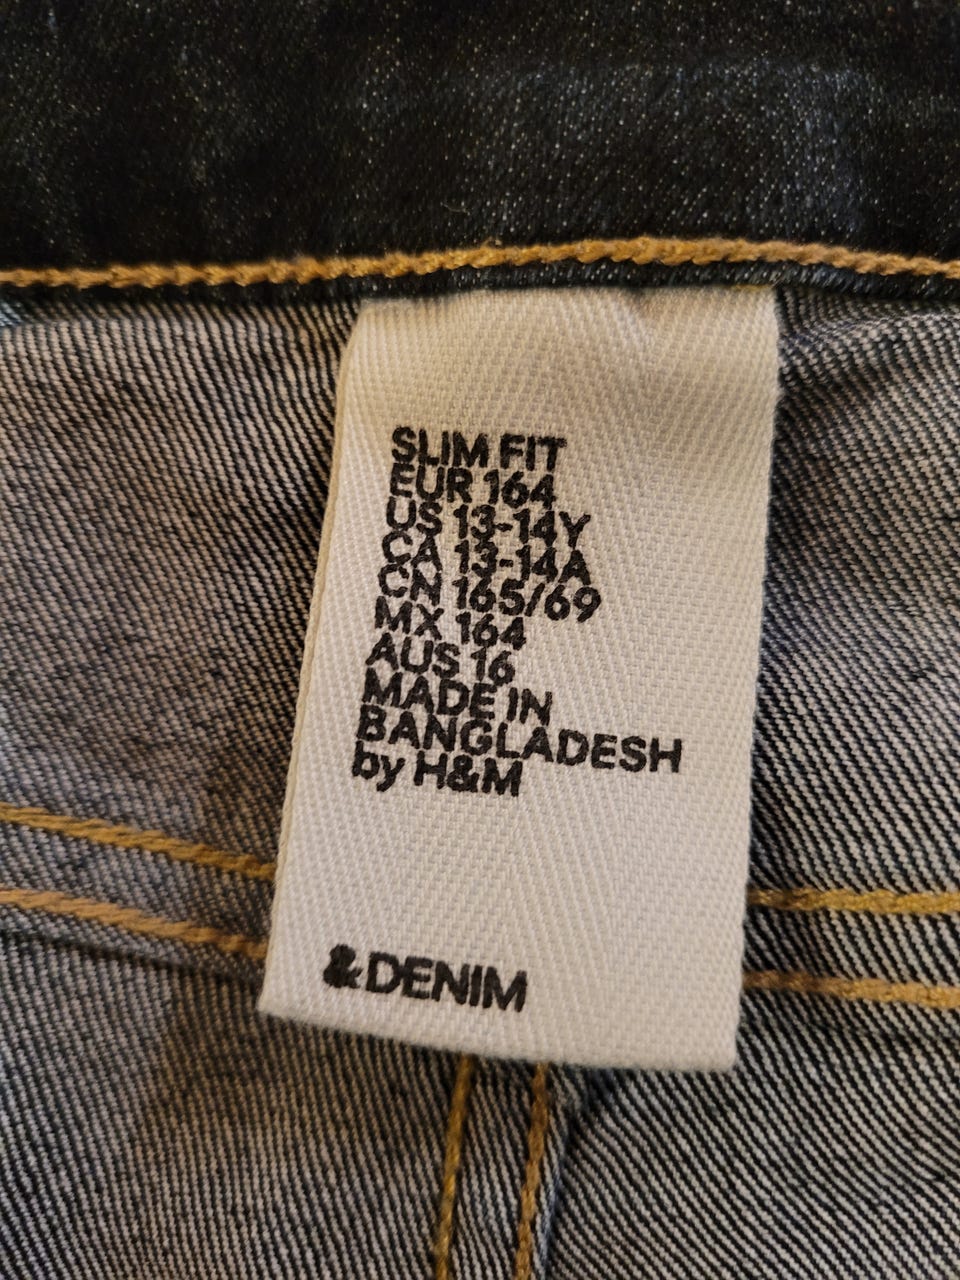 SLIM FIT
EUR 164
US 13-14Y
CA 13-14A
CN 165/69
MX 164
AUS 16
MADE IN
BANGLADESH
by H&M
&DENIM